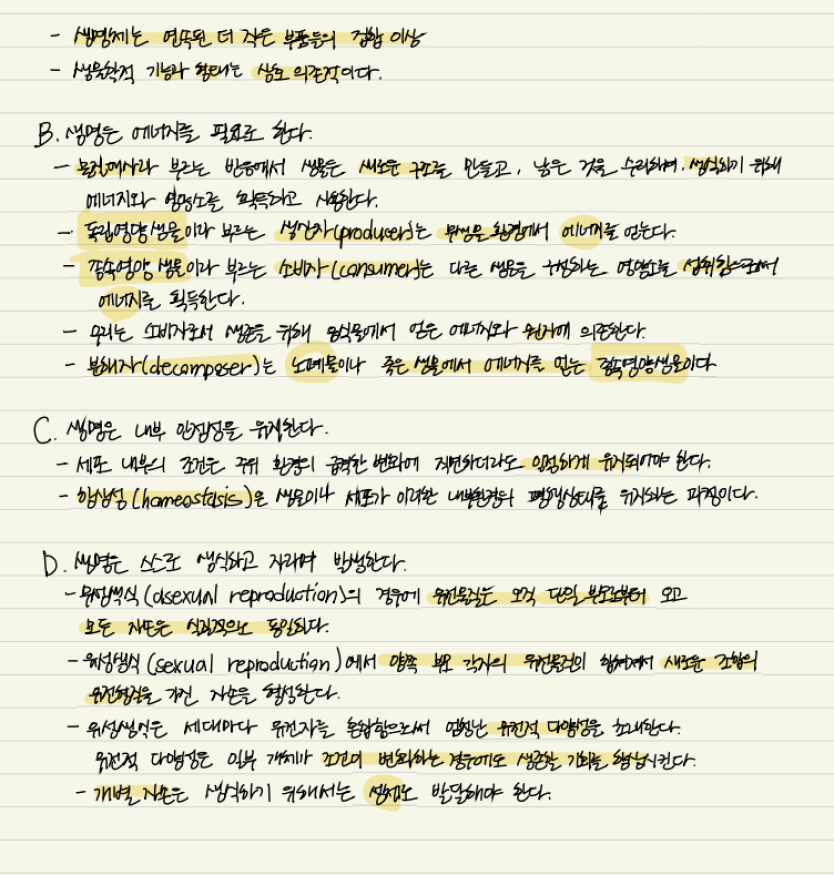 - 생명체는 연속된 더 작은 부품들의 집합 이상
- 생물학적 기능과 형태는 상호 의존적이다.
B. 생명은 에너지를 필요로 한다.
- 물질대사라 부르는 반응에서 생물은 새로운 구조를 만들고, 낡은 것을 수리하며, 생식하기 위해
에너지와 영양소를 획득하고 사용한다.
- 독립영양생물이라 부르는 생산자(producer)는 무생물 환경에서 에너지를 얻는다.
- 종속영양 생물이라 부르는 소비자(consumer)는 다른 생물을 구성하는 영양소를 섭취함으로써
에너지를 획득한다.
- 우리는 소비자로서 생존을 위해 음식물에서 얻은 에너지와 원자에 의존한다.
- 분해자(decomposer)는 노폐물이나 죽은 생물에서 에너지를 얻는 종속영양생물이다
C. 생명은 내부 안정성을 유지한다.
- 세포 내부의 조건은 주위 환경의 급격한 변화에 직면하더라도 일정하게 유지되어야 한다.
- 항상성(homeostasis)은 생물이나 세포가 이러한 내부환경의 평형상태를 유지하는 과정이다.
D. 생명은 스스로 생식하고 자라며 발생한다.
- 무성생식(asexual reproduction)의 경우에 유전물질은 오직 단일 부모로부터 오고
모든 자손은 실질적으로 동일하다.
- 유성생식(sexual reproduction)에서 양쪽 부모 각자의 유전물질이 합쳐져서 새로운 조합의
유전형질을 가진 자손을 형성한다.
- 유성생식은 세대마다 유전자를 혼합함으로써 엄청난 유전적 다양성을 초래한다.
유전적 다양성은 일부 개체가 조건이 변화하는 경우에도 생존할 기회를 향상시킨다.
- 개별 자손은 생식하기 위해서는 성체로 발달해야 한다.